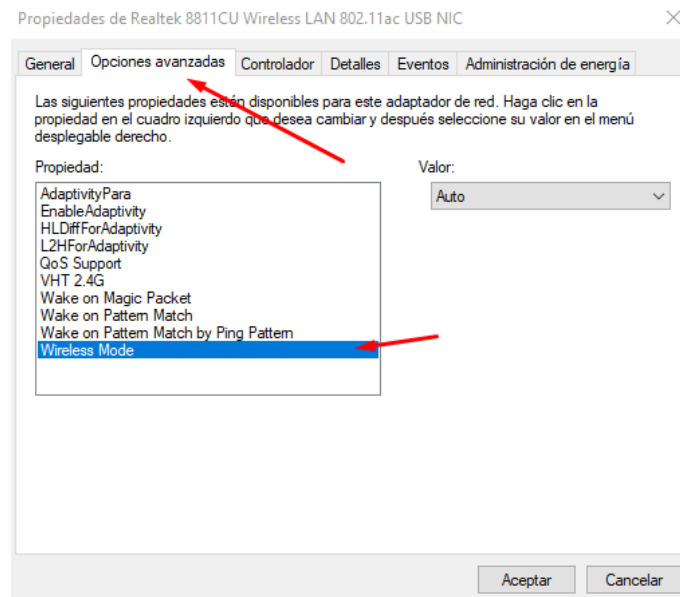 Propiedades de Realtek 8811CU Wireless LAN 802.11ac USB NIC
General Opciones avanzadas Controlador Detalles Eventos Administración de energía
Las siguientes propiedades están disponibles para este adaptador de red. Haga clic en la
propiedad en el cuadro izquierdo que desea cambiar y después seleccione su valor en el menú
desplegable derecho.
Propiedad:
Valor:
AdaptivityPara
Auto
EnableAdaptivity
HLDiffForAdaptivity
L2HForAdaptivity
QoS Support
VHT 2.4G
Wake on Magic Packet
Wake on Pattern Match
Wake on Pattern Match by Ping Pattern
Wireless Mode
Aceptar
Cancelar